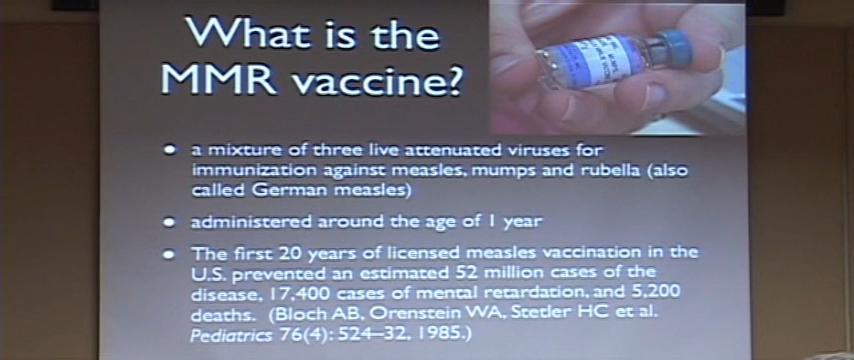 What is the
MMR vaccine?
• a mixture of three live attenuated viruses for
immunization against measles, mumps and rubella (also
called German measles)
• administered around the age of 1 year
• The first 20 years of licensed measles vaccination in the
U.S. prevented an estimated 52 million cases of the
disease, 17,400 cases of mental retardation, and 5,200
deaths. (Bloch AB, Orenstein WA, Stetler HC et al.
Pediatrics 76(4): 524–32, 1985.)